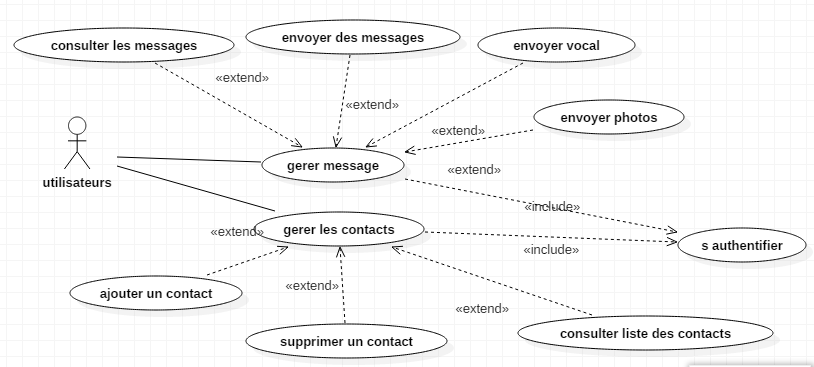 consulter les messages
envoyer des messages
envoyer vocal
«extend»
«extend»
envoyer photos
«extend»
gerer message
«extend»
utilisateurs
«include»
«extend»
gerer les contacts
s authentifier
«include»
ajouter un contact
«extend»
«extend»
supprimer un contact
consulter liste des contacts